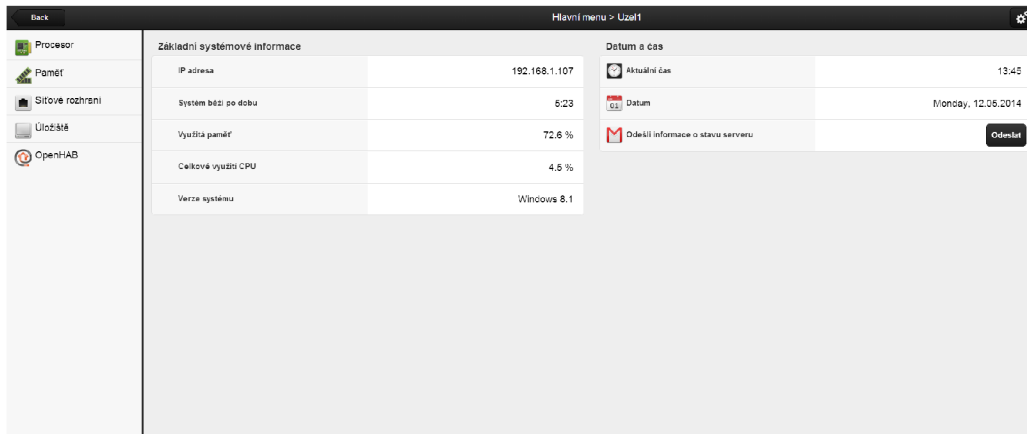 Back
Hlavní menu > Uzel1
Procesor
Paměť
Síťové rozhraní
Úložiště
OpenHAB
Základní systémové informace
IP adresa 192.168.1.107
Systém běží po dobu 5:23
Využitá paměť 72.6 %
Celkové využití CPU 4.5 %
Verze systému Windows 8.1
Datum a čas
Aktuální čas 13:45
01 Datum Monday, 12.05.2014
Odešli informace o stavu serveru Odeslat